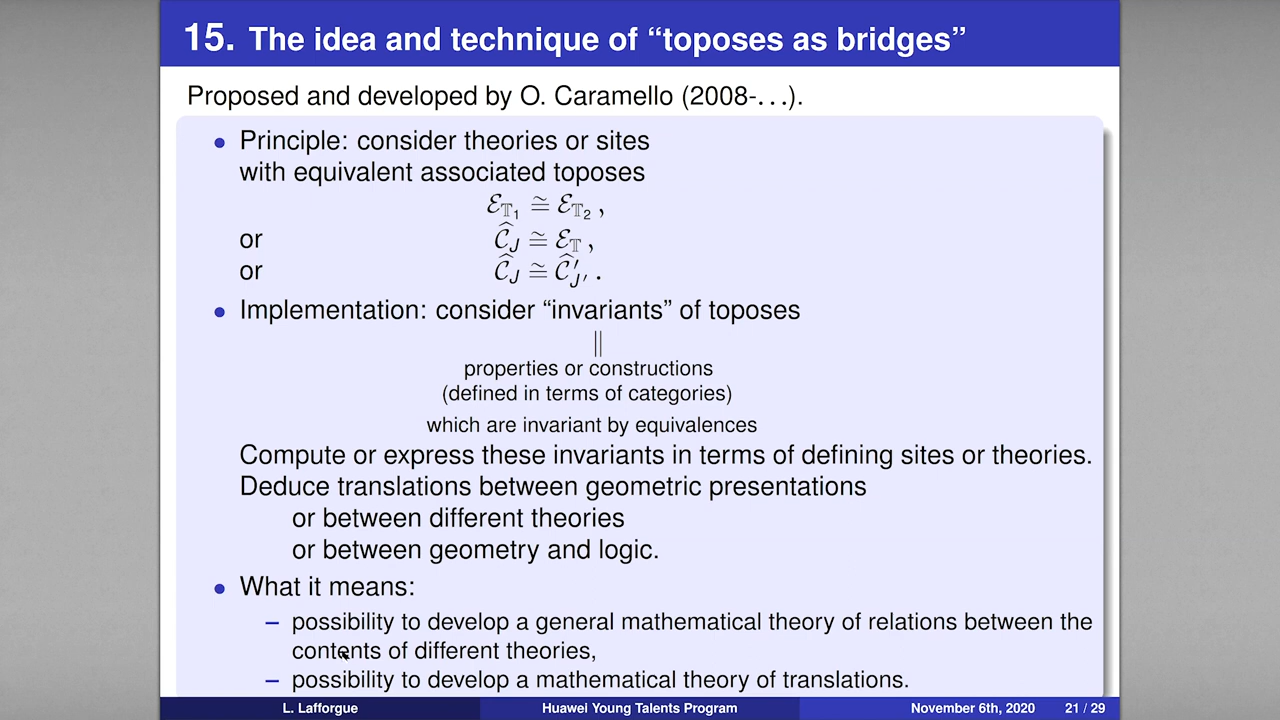 15. The idea and technique of “toposes as bridges”
Proposed and developed by O. Caramello (2008-…).
• Principle: consider theories or sites
with equivalent associated toposes
ℰ_{𝕋₁} ≅ ℰ_{𝕋₂} ,
or Ĉ_J ≅ ℰ_𝕋 ,
or Ĉ_J ≅ Ĉ′_{J′} .
• Implementation: consider “invariants” of toposes
||
properties or constructions
(defined in terms of categories)
which are invariant by equivalences
Compute or express these invariants in terms of defining sites or theories.
Deduce translations between geometric presentations
or between different theories
or between geometry and logic.
• What it means:
– possibility to develop a general mathematical theory of relations between the
contents of different theories,
– possibility to develop a mathematical theory of translations.
L. Lafforgue Huawei Young Talents Program November 6th, 2020 21 / 29